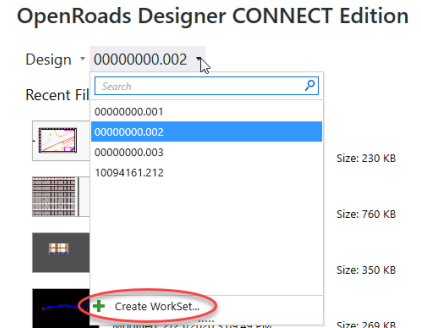 OpenRoads Designer CONNECT Edition
Design 00000000.002
Search
Recent Fil
00000000.001
00000000.002
00000000.003
10094161.212
Size: 230 KB
Size: 760 KB
Size: 350 KB
Create WorkSet...
Size: 269 KB